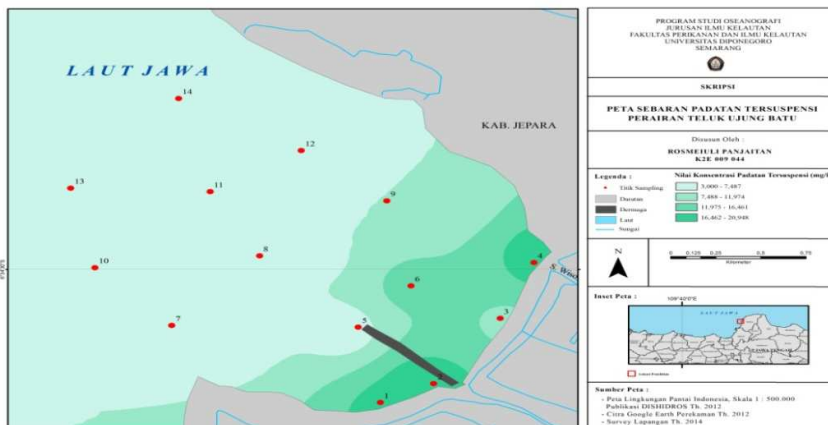 LAUT JAWA
KAB. JEPARA
14
12
13
11
9
8
10
4
6
3
5
7
2
1
PROGRAM STUDI OSEANOGRAFI
JURUSAN ILMU KELAUTAN
FAKULTAS PERIKANAN DAN ILMU KELAUTAN
UNIVERSITAS DIPONEGORO
SEMARANG
SKRIPSI
PETA SEBARAN PADATAN TERSUSPENSI
PERAIRAN TELUK UJUNG BATU
Disusun Oleh :
ROSMEIULI PANJAITAN
K2E 009 044
Legenda :
Titik Sampling
Daratan
Dermaga
Laut
Sungai
Nilai Konsentrasi Padatan Tersuspensi (mg/
3,000 - 7,487
7,488 - 11,974
11,975 - 16,461
16,462 - 20,948
N
0 0,125 0,25 0,5 0,75
Kilometer
Inset Peta :
109°40'0"E
LAUT JAWA
Sumber Peta :
- Peta Lingkungan Pantai Indonesia, Skala 1 : 500.000
Publikasi DISHIDROS Th. 2012
- Citra Google Earth Perekaman Th. 2012
- Survey Lapangan Th. 2014